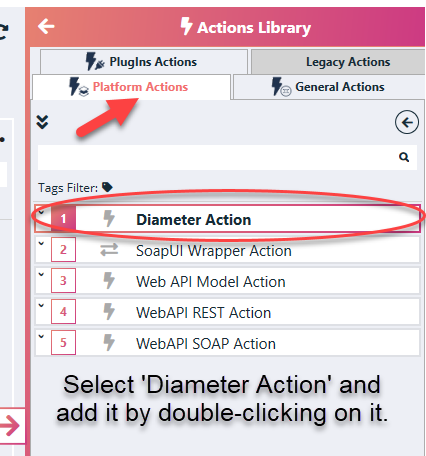 Actions Library
PlugIns Actions
Legacy Actions
Platform Actions
General Actions
Tags Filter:
1 Diameter Action
2 SoapUI Wrapper Action
3 Web API Model Action
4 WebAPI REST Action
5 WebAPI SOAP Action
Select 'Diameter Action' and
add it by double-clicking on it.